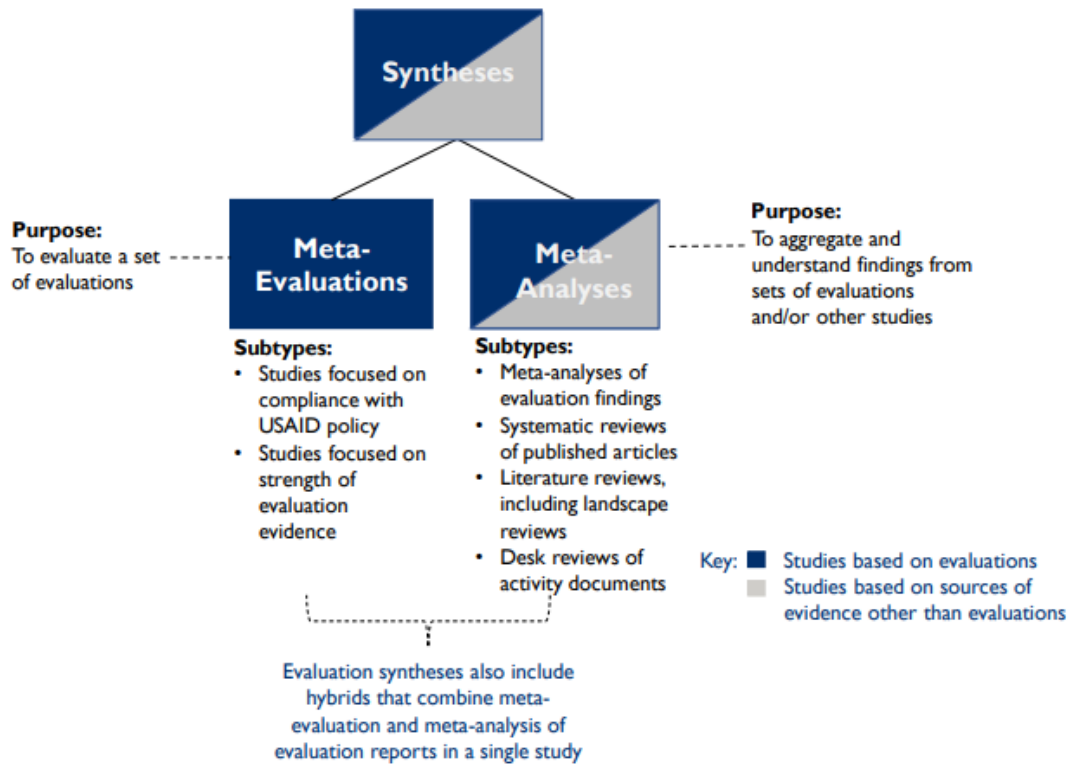 Syntheses
Purpose:
To evaluate a set
of evaluations
Meta-
Evaluations
Meta-
Analyses
Purpose:
To aggregate and
understand findings from
sets of evaluations
and/or other studies
Subtypes:
• Studies focused on
compliance with
USAID policy
• Studies focused on
strength of
evaluation
evidence
Subtypes:
• Meta-analyses of
evaluation findings
• Systematic reviews
of published articles
• Literature reviews,
including landscape
reviews
• Desk reviews of
activity documents
Key: Studies based on evaluations
Studies based on sources of
evidence other than evaluations
Evaluation syntheses also include
hybrids that combine meta-
evaluation and meta-analysis of
evaluation reports in a single study